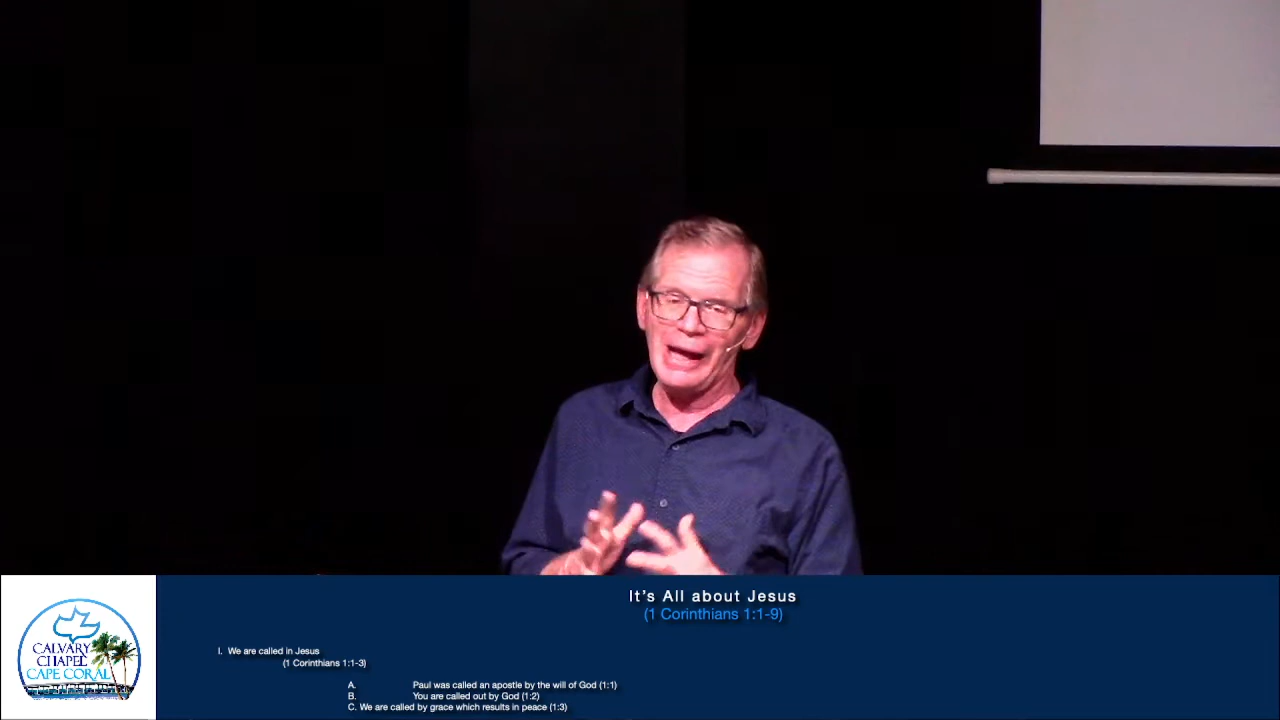 It's All about Jesus
(1 Corinthians 1:1-9)
I. We are called in Jesus
(1 Corinthians 1:1-3)
A. Paul was called an apostle by the will of God (1:1)
B. You are called out by God (1:2)
C. We are called by grace which results in peace (1:3)
CALVARY
CHAPEL
CAPE CORAL